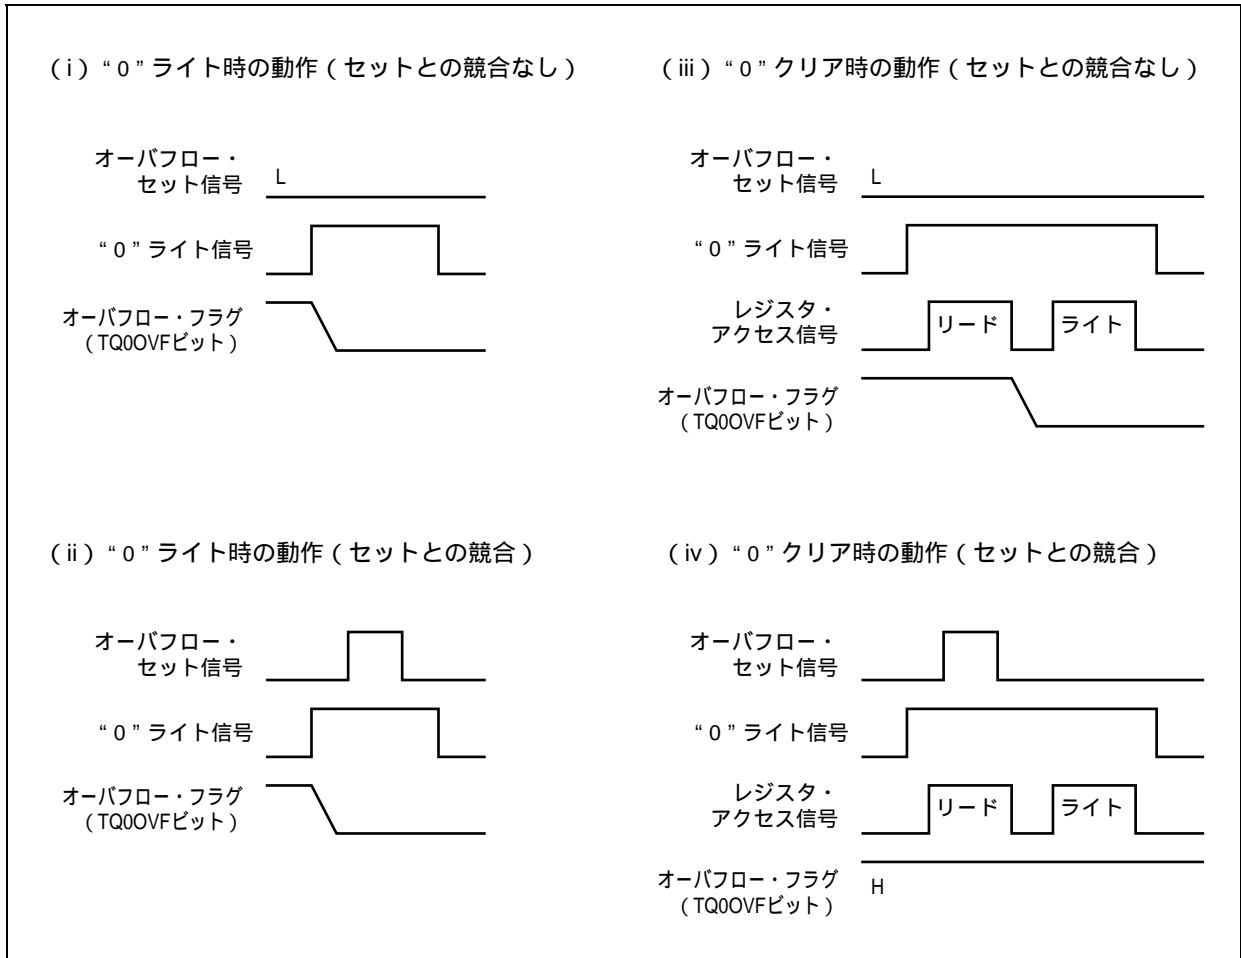 （i）“0”ライト時の動作（セットとの競合なし）
オーバフロー・
セット信号
L
“0”ライト信号
オーバフロー・フラグ
（TQ0OVFビット）
（iii）“0”クリア時の動作（セットとの競合なし）
オーバフロー・
セット信号
L
“0”ライト信号
レジスタ・
アクセス信号
リード
ライト
オーバフロー・フラグ
（TQ0OVFビット）
（ii）“0”ライト時の動作（セットとの競合）
オーバフロー・
セット信号
“0”ライト信号
オーバフロー・フラグ
（TQ0OVFビット）
（iv）“0”クリア時の動作（セットとの競合）
オーバフロー・
セット信号
“0”ライト信号
レジスタ・
アクセス信号
リード
ライト
オーバフロー・フラグ
（TQ0OVFビット）
H